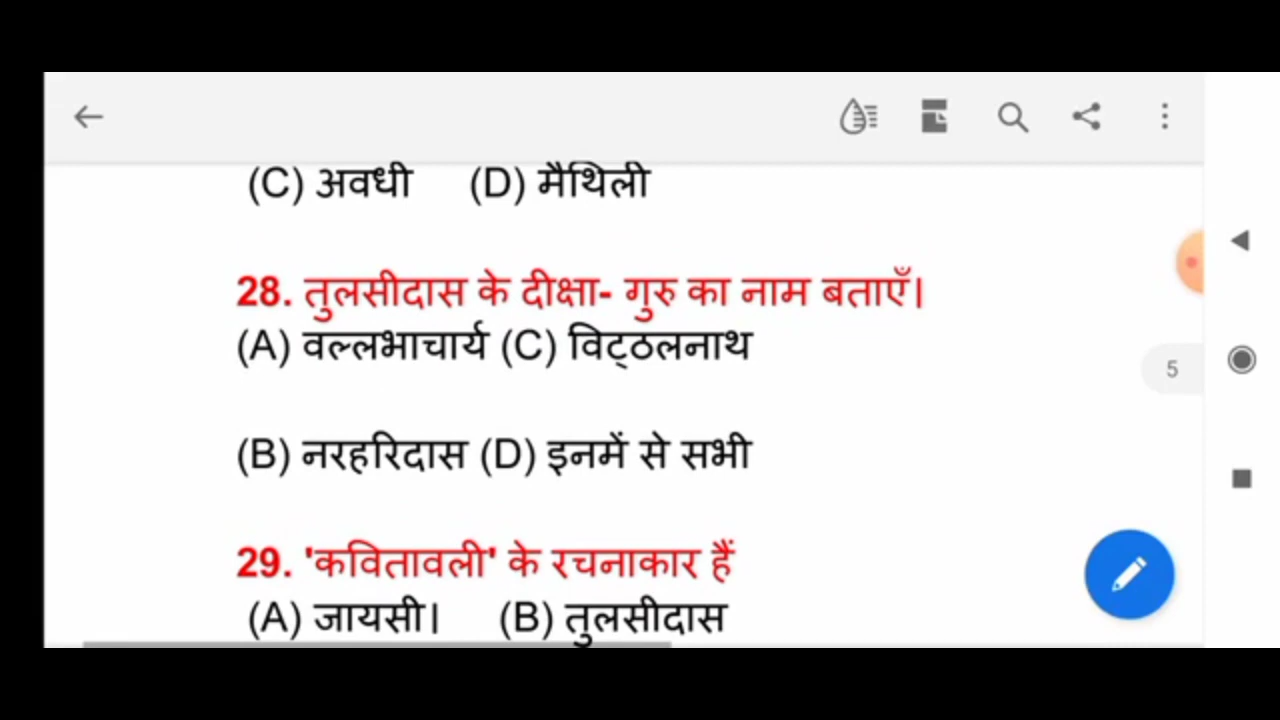 (C) अवधी (D) मैथिली
28. तुलसीदास के दीक्षा- गुरु का नाम बताएँ।
(A) वल्लभाचार्य (C) विट्ठलनाथ
5
(B) नरहरिदास (D) इनमें से सभी
29. 'कवितावली' के रचनाकार हैं
(A) जायसी। (B) तुलसीदास